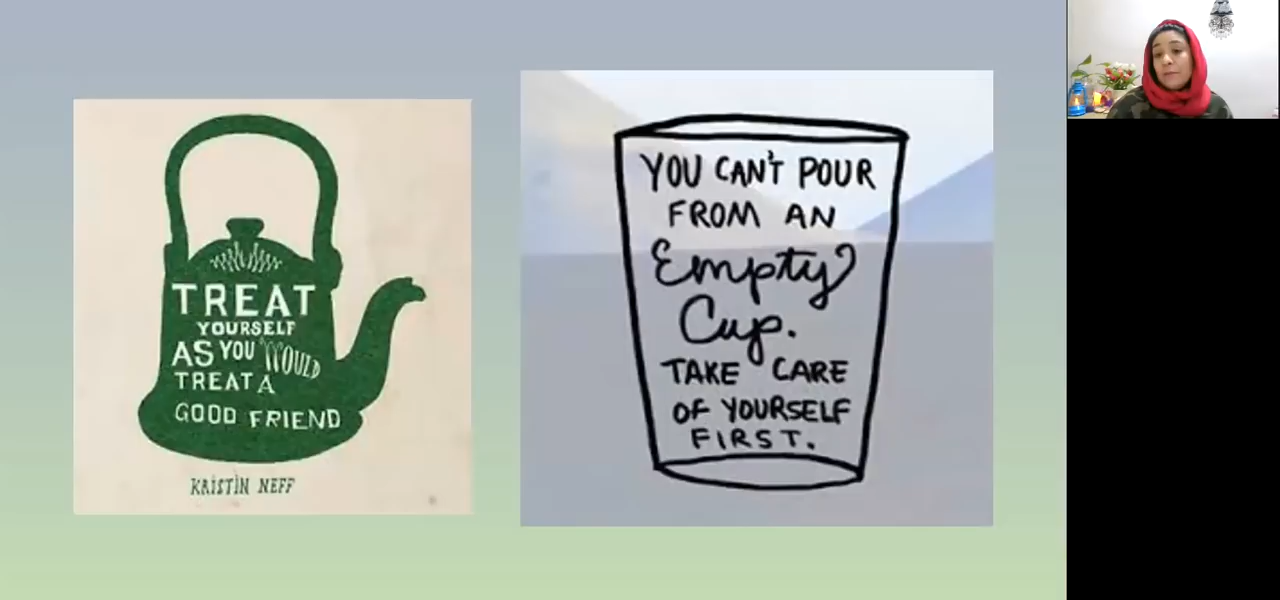 TREAT
YOURSELF
AS YOU WOULD
TREAT A
GOOD FRIEND
KRISTIN NEFF
YOU CAN'T POUR
FROM AN
Empty
Cup.
TAKE CARE
OF YOURSELF
FIRST.